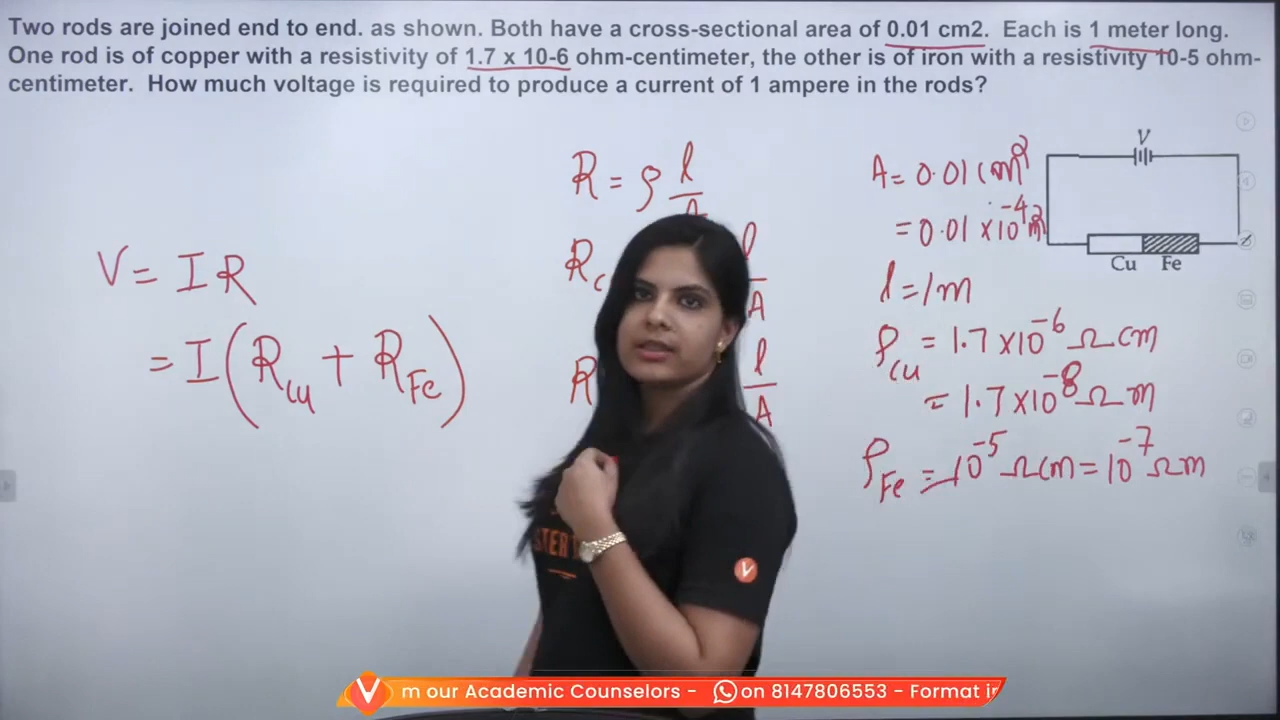 Two rods are joined end to end. as shown. Both have a cross-sectional area of 0.01 cm2. Each is 1 meter long.
One rod is of copper with a resistivity of 1.7 x 10-6 ohm-centimeter, the other is of iron with a resistivity 10-5 ohm-
centimeter. How much voltage is required to produce a current of 1 ampere in the rods?
V = IR
= I(R_Cu + R_Fe)
R = ρ l/A
R_C l/A
R l/A
A = 0.01 cm²
= 0.01 × 10⁻⁴ m²
l = 1m
ρ_Cu = 1.7 × 10⁻⁶ Ω cm
= 1.7 × 10⁻⁸ Ω m
ρ_Fe = 10⁻⁵ Ω cm = 10⁻⁷ Ω m
V
Cu Fe
V
V m our Academic Counselors - on 8147806553 - Format i